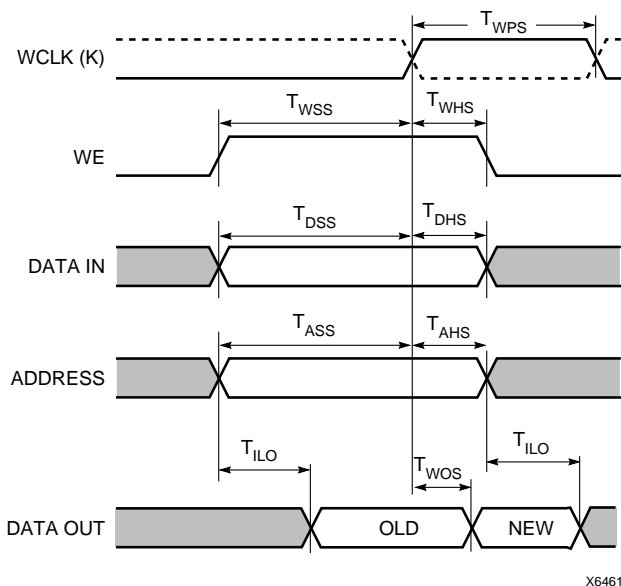 T_WPS
WCLK (K)
T_WSS T_WHS
WE
T_DSS T_DHS
DATA IN
T_ASS T_AHS
ADDRESS
T_ILO T_WOS T_ILO
DATA OUT OLD NEW
X6461